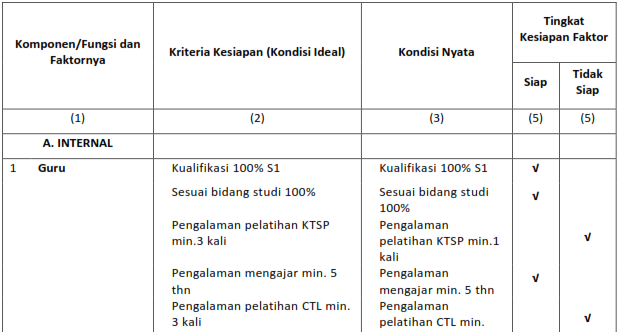 Komponen/Fungsi dan Faktornya
Kriteria Kesiapan (Kondisi Ideal)
Kondisi Nyata
Tingkat Kesiapan Faktor
Siap
Tidak Siap
(1) (2) (3) (5) (5)
A. INTERNAL
1 Guru Kualifikasi 100% S1 Kualifikasi 100% S1 √
Sesuai bidang studi 100% Sesuai bidang studi √
100%
Pengalaman pelatihan KTSP Pengalaman
min.3 kali pelatihan KTSP min.1 √
kali
Pengalaman mengajar min. 5 Pengalaman √
thn mengajar min. 5 thn
Pengalaman pelatihan CTL min. Pengalaman
3 kali pelatihan CTL min. √